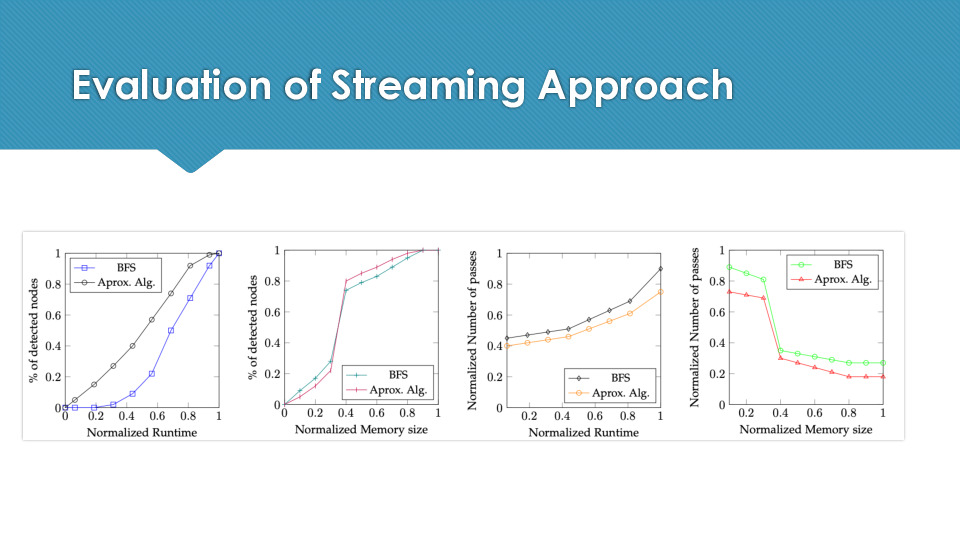 Evaluation of Streaming Approach
% of detected nodes
1
0.8
0.6
0.4
0.2
0
BFS
Aprox. Alg.
0 0.2 0.4 0.6 0.8 1
Normalized Runtime
% of detected nodes
1
0.8
0.6
0.4
0.2
0
BFS
Aprox. Alg.
0 0.2 0.4 0.6 0.8 1
Normalized Memory size
Normalized Number of passes
1
0.8
0.6
0.4
0.2
0
BFS
Aprox. Alg.
0.2 0.4 0.6 0.8 1
Normalized Runtime
Normalized Number of passes
1
0.8
0.6
0.4
0.2
0
BFS
Aprox. Alg.
0.2 0.4 0.6 0.8 1
Normalized Memory size